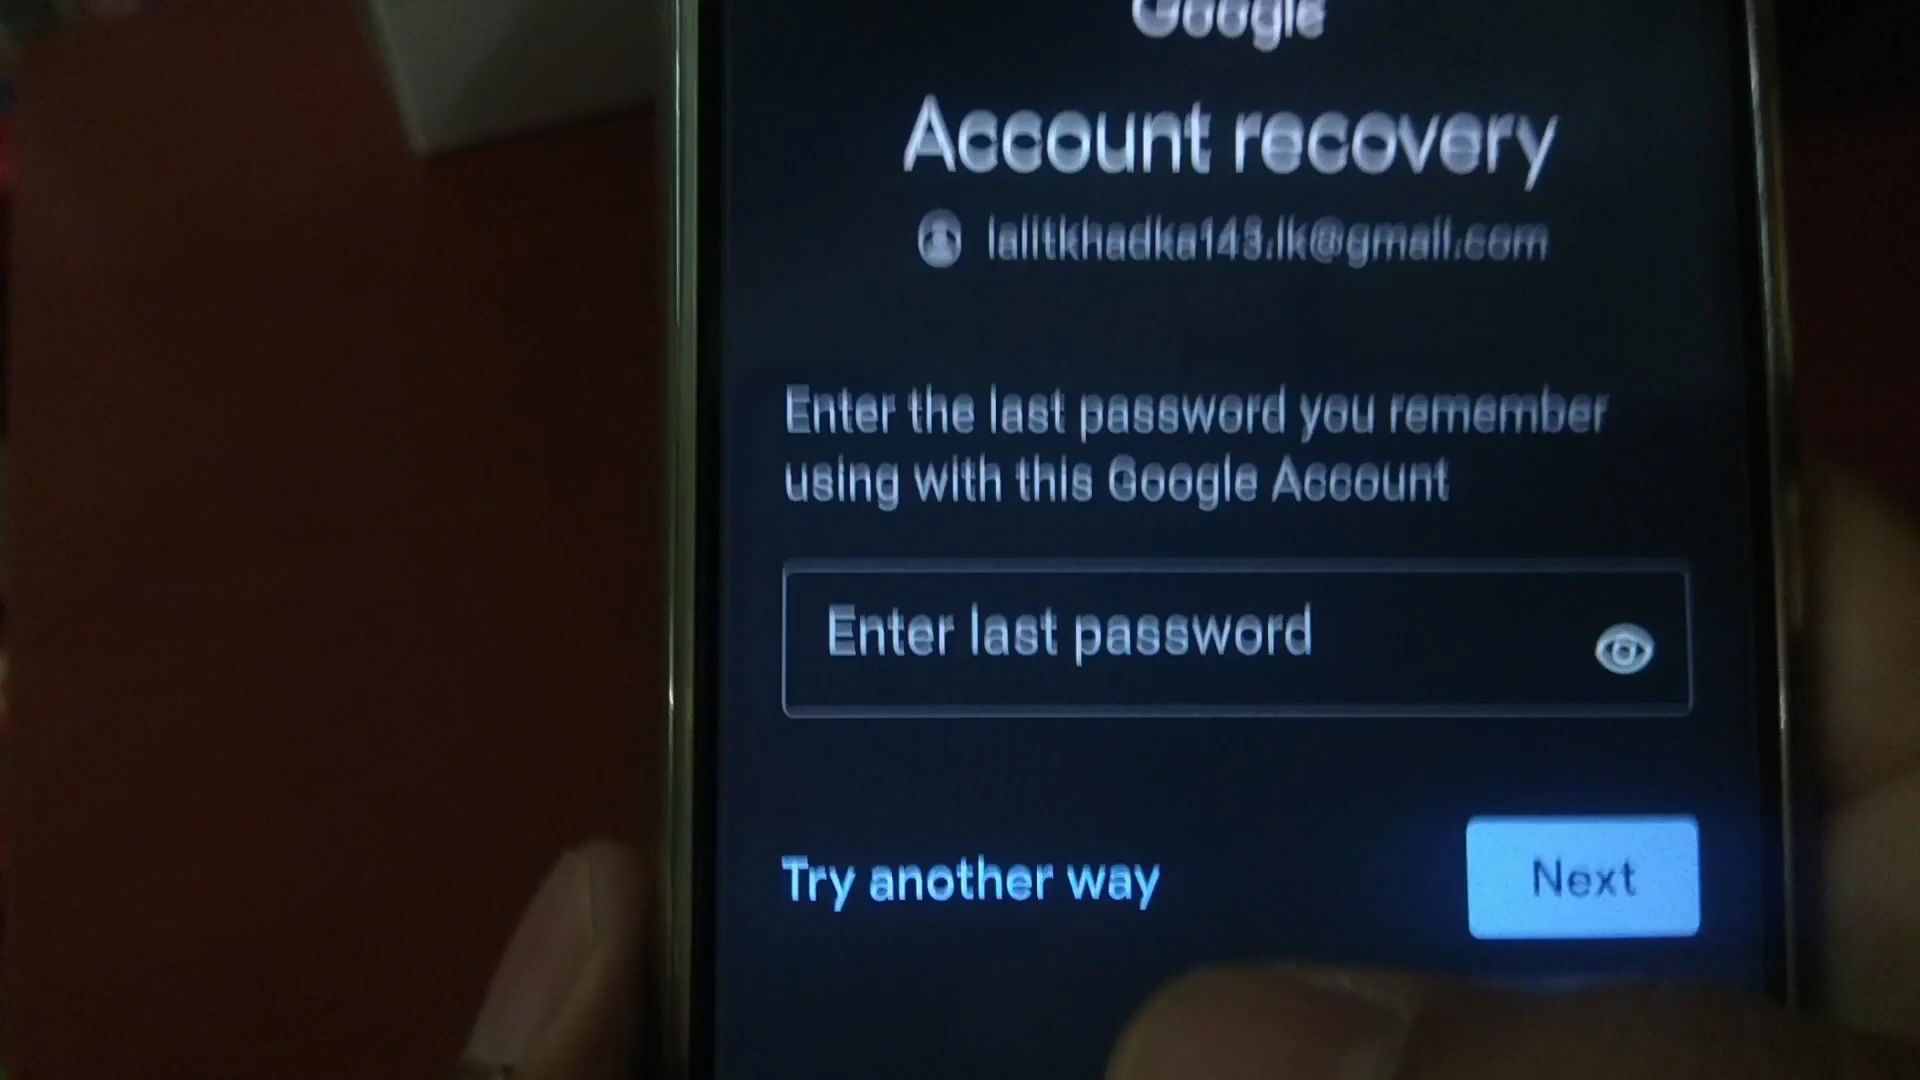 Google
Account recovery
lalitkhadka143.lk@gmail.com
Enter the last password you remember
using with this Google Account
Enter last password
Try another way
Next